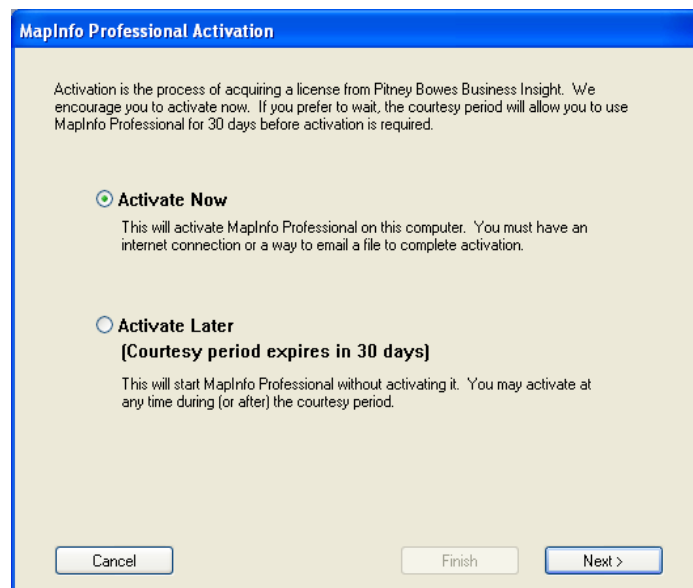 MapInfo Professional Activation
Activation is the process of acquiring a license from Pitney Bowes Business Insight. We
encourage you to activate now. If you prefer to wait, the courtesy period will allow you to use
MapInfo Professional for 30 days before activation is required.
Activate Now
This will activate MapInfo Professional on this computer. You must have an
internet connection or a way to email a file to complete activation.
Activate Later
(Courtesy period expires in 30 days)
This will start MapInfo Professional without activating it. You may activate at
any time during (or after) the courtesy period.
Cancel Finish Next >